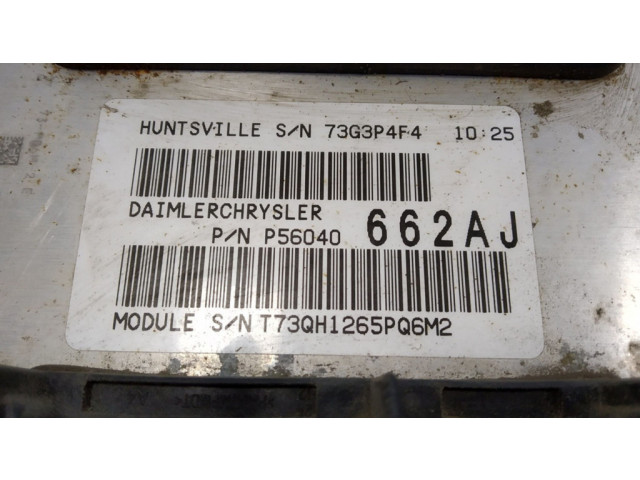 HUNTSVILLE S/N 73G3P4F4 10:25
DAIMLERCHRYSLER
P/N P56040 662AJ
MODULE S/N T73QH1265PQ6M2